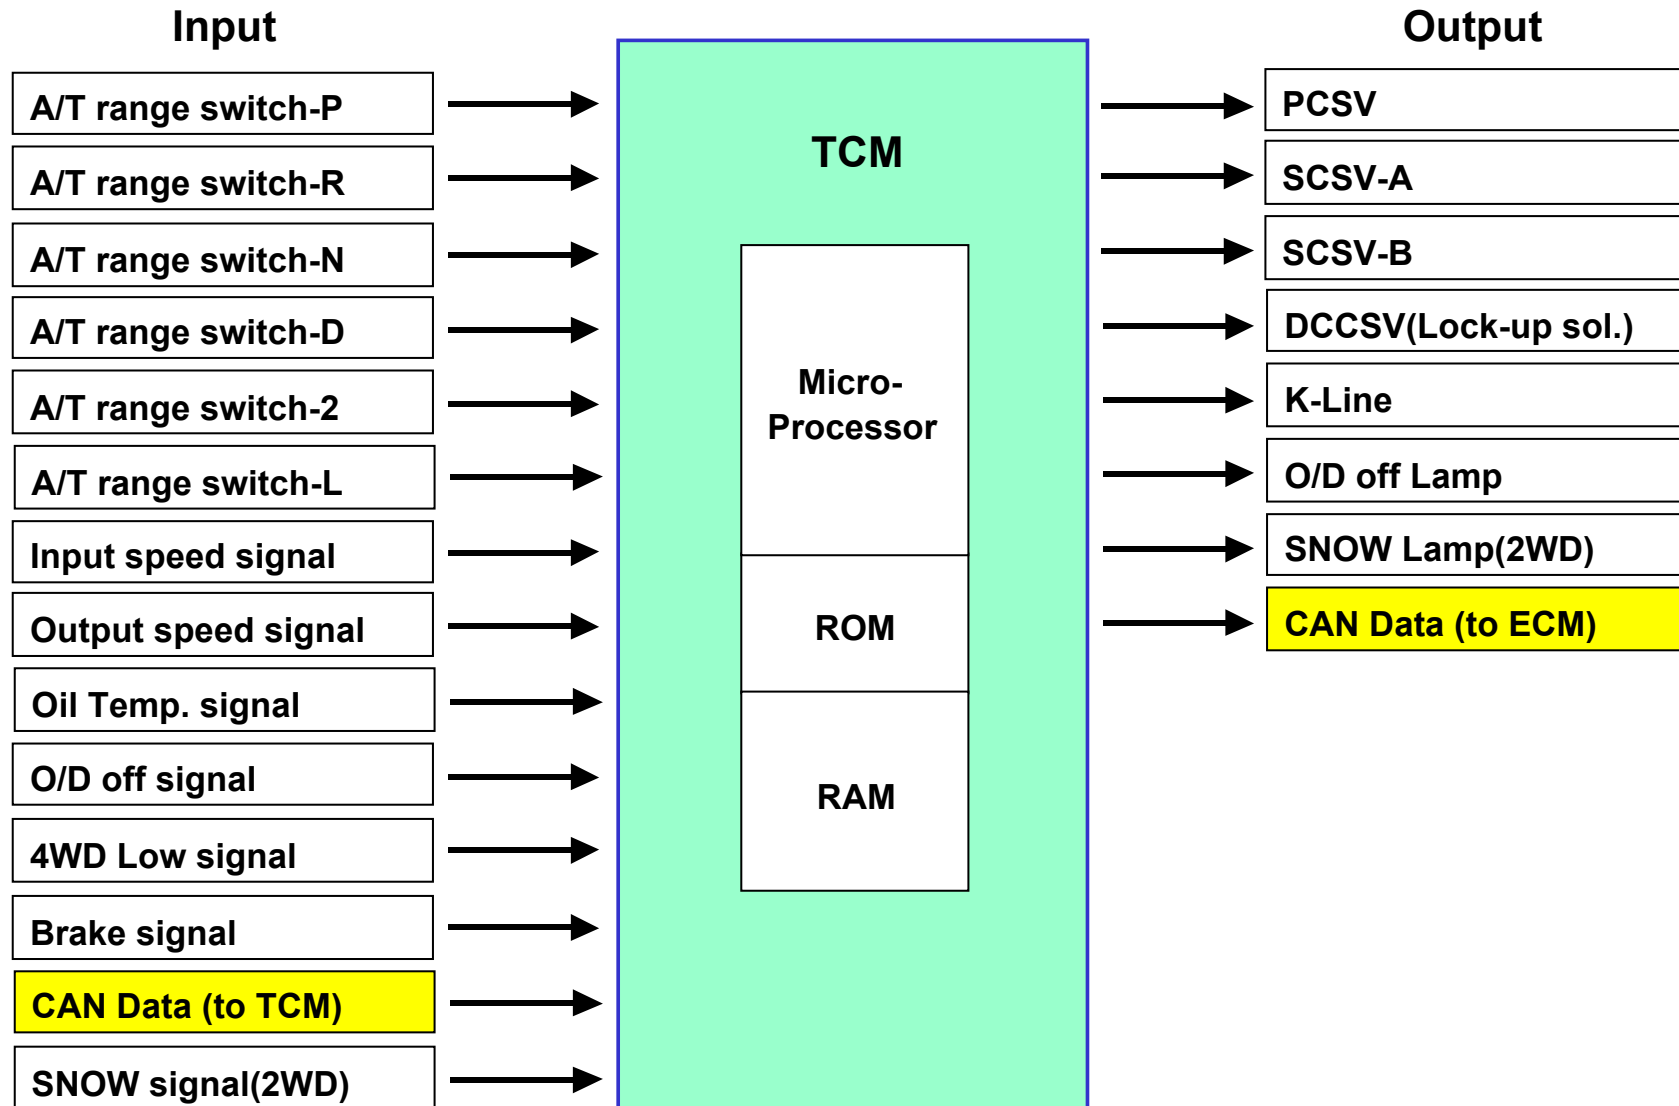 Input
Output
A/T range switch-P
A/T range switch-R
A/T range switch-N
A/T range switch-D
A/T range switch-2
A/T range switch-L
Input speed signal
Output speed signal
Oil Temp. signal
O/D off signal
4WD Low signal
Brake signal
CAN Data (to TCM)
SNOW signal(2WD)
TCM
Micro-
Processor
ROM
RAM
PCSV
SCSV-A
SCSV-B
DCCSV(Lock-up sol.)
K-Line
O/D off Lamp
SNOW Lamp(2WD)
CAN Data (to ECM)